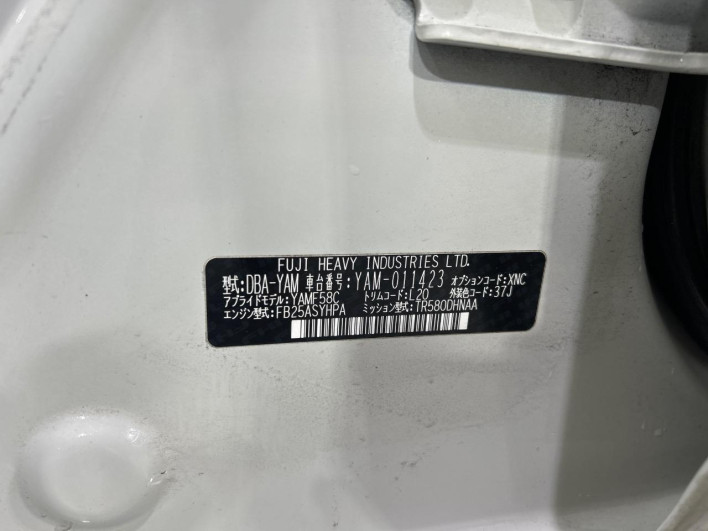 FUJI HEAVY INDUSTRIES LTD.
型式:DBA-YAM 車台番号:YAM-011423 オプションコード:XNC
アプライドモデル:YAMF58C トリムコード:L20 外装色コード:37J
エンジン型式:FB25ASYHPA ミッション型式:TR580DHNAA